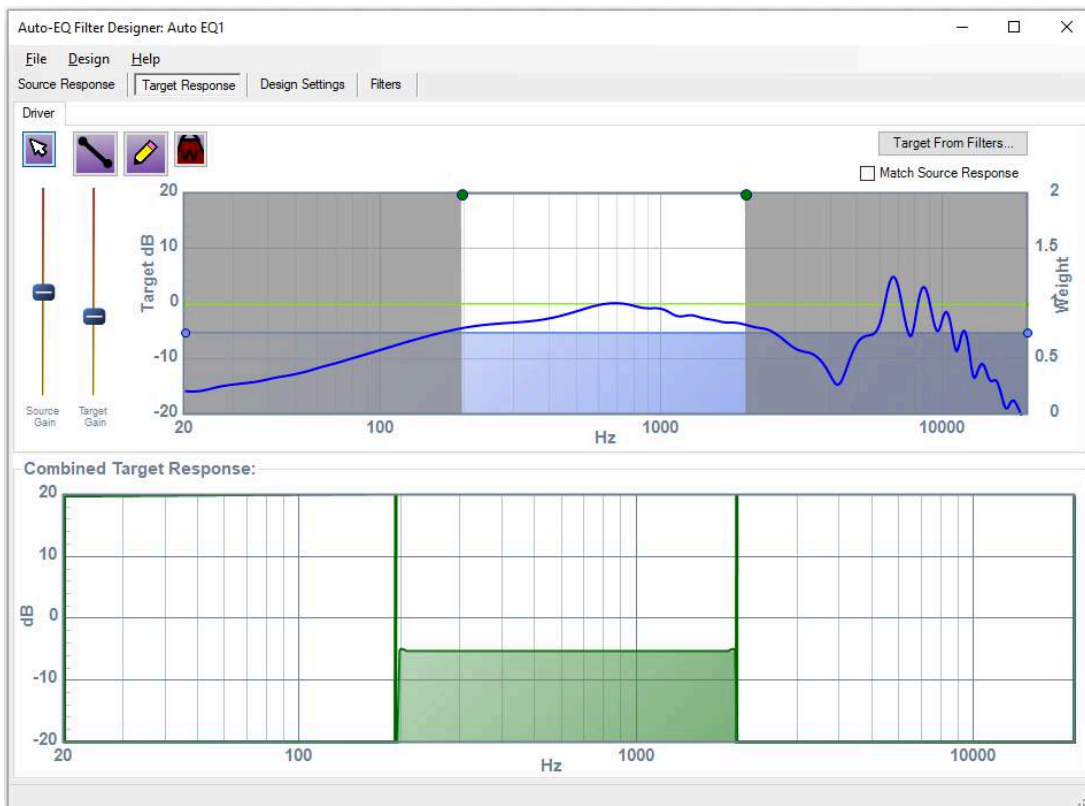 Auto-EQ Filter Designer: Auto EQ1
File Design Help
Source Response Target Response Design Settings Filters
Driver
Target From Filters...
Match Source Response
Source Gain
Target Gain
Target dB
20
10
0
-10
-20
Weight
2
1.5
1
0.5
0
20 100 1000 10000
Hz
Combined Target Response:
dB
20
10
0
-10
-20
20 100 1000 10000
Hz